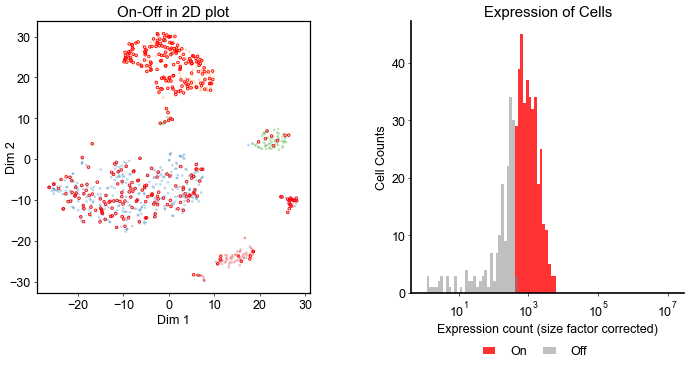 On-Off in 2D plot
30
20
10
0
−10
−20
−30
Dim 2
−20
−10
0
10
20
30
Dim 1
Expression of Cells
40
30
20
10
0
Cell Counts
10^1
10^3
10^5
10^7
Expression count (size factor corrected)
On
Off